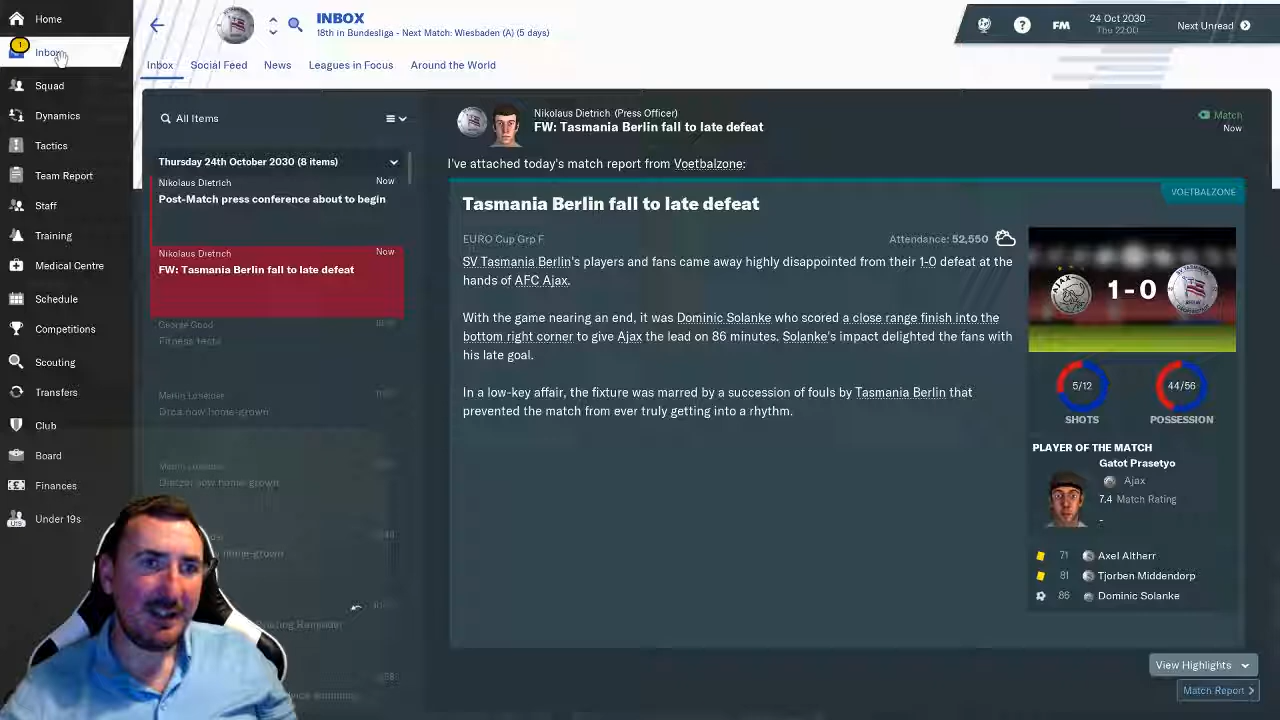 Home
1
Inbox
Squad
Dynamics
Tactics
Team Report
Staff
Training
Medical Centre
Schedule
Competitions
Scouting
Transfers
Club
Board
Finances
Under 19s
INBOX
18th in Bundesliga - Next Match: Wiesbaden (A) (5 days)
?
FM
24 Oct 2030
Thu 22:00
Next Unread
Inbox
Social Feed
News
Leagues in Focus
Around the World
All Items
Thursday 24th October 2030 (8 items)
Nikolaus Dietrich
Now
Post-Match press conference about to begin
Nikolaus Dietrich
Now
FW: Tasmania Berlin fall to late defeat
George Good
Fitness tests
now home-grown
now home-grown
home-grown
Nikolaus Dietrich (Press Officer)
FW: Tasmania Berlin fall to late defeat
Match
Now
I've attached today's match report from Voetbalzone:
VOETBALZONE
Tasmania Berlin fall to late defeat
EURO Cup Grp F
Attendance: 52,550
SV Tasmania Berlin's players and fans came away highly disappointed from their 1-0 defeat at the
hands of AFC Ajax.
With the game nearing an end, it was Dominic Solanke who scored a close range finish into the
bottom right corner to give Ajax the lead on 86 minutes. Solanke's impact delighted the fans with
his late goal.
In a low-key affair, the fixture was marred by a succession of fouls by Tasmania Berlin that
prevented the match from ever truly getting into a rhythm.
1-0
5/12
44/56
SHOTS
POSSESSION
PLAYER OF THE MATCH
Gatot Prasetyo
Ajax
7.4 Match Rating
-
71 Axel Altherr
81 Tjorben Middendorp
86 Dominic Solanke
View Highlights
Match Report